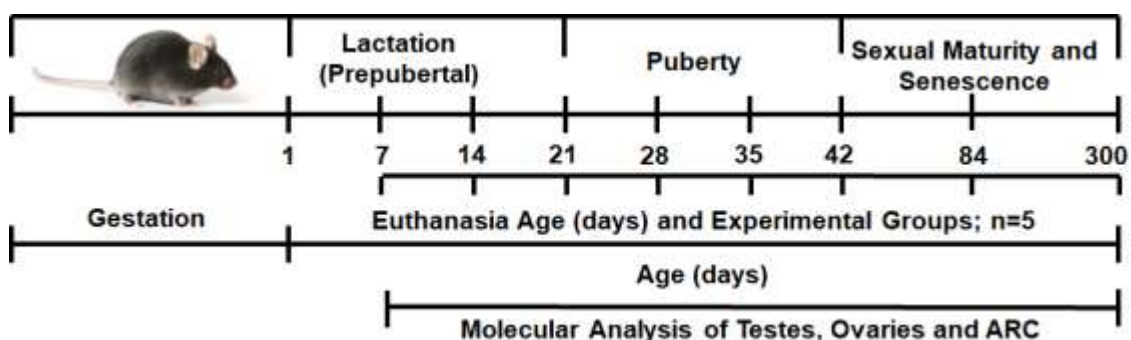 Lactation
(Prepubertal)
Puberty
Sexual Maturity and
Senescence
1 7 14 21 28 35 42 84 300
Gestation
Euthanasia Age (days) and Experimental Groups; n=5
Age (days)
Molecular Analysis of Testes, Ovaries and ARC